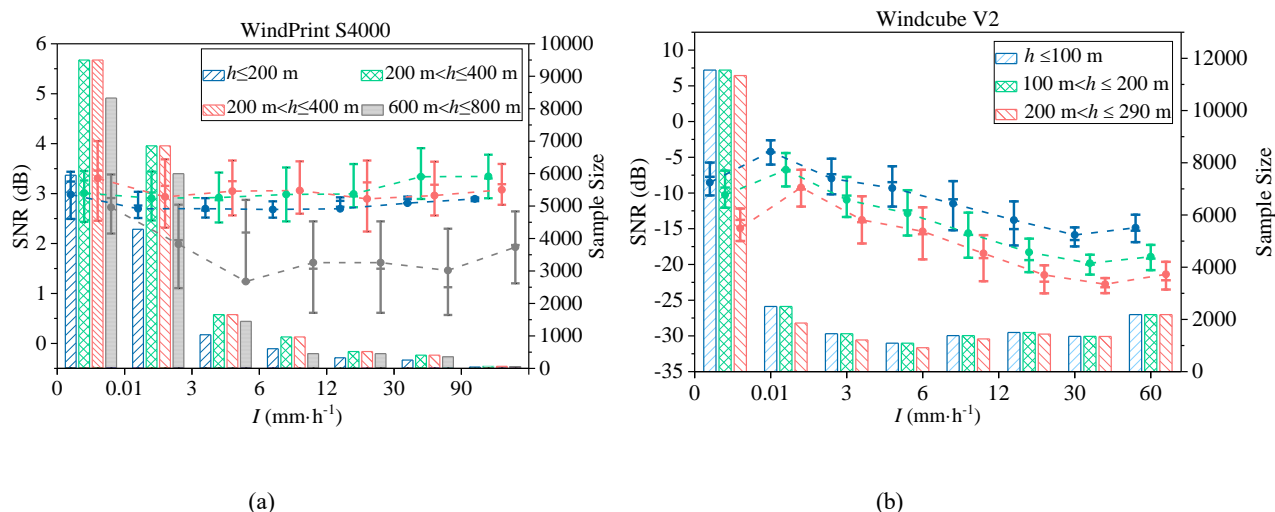 WindPrint S4000
6
5
4
3
2
1
0
SNR (dB)
h≤200 m
200 m<h≤400 m
200 m<h≤400 m
600 m<h≤800 m
10000
9000
8000
7000
6000
5000
4000
3000
2000
1000
0
Sample Size
0 0.01 3 6 12 30 90
I (mm·h⁻¹)
(a)
Windcube V2
10
5
0
-5
-10
-15
-20
-25
-30
-35
SNR (dB)
h ≤100 m
100 m<h ≤ 200 m
200 m<h ≤ 290 m
12000
10000
8000
6000
4000
2000
0
Sample Size
0 0.01 3 6 12 30 60
I (mm·h⁻¹)
(b)